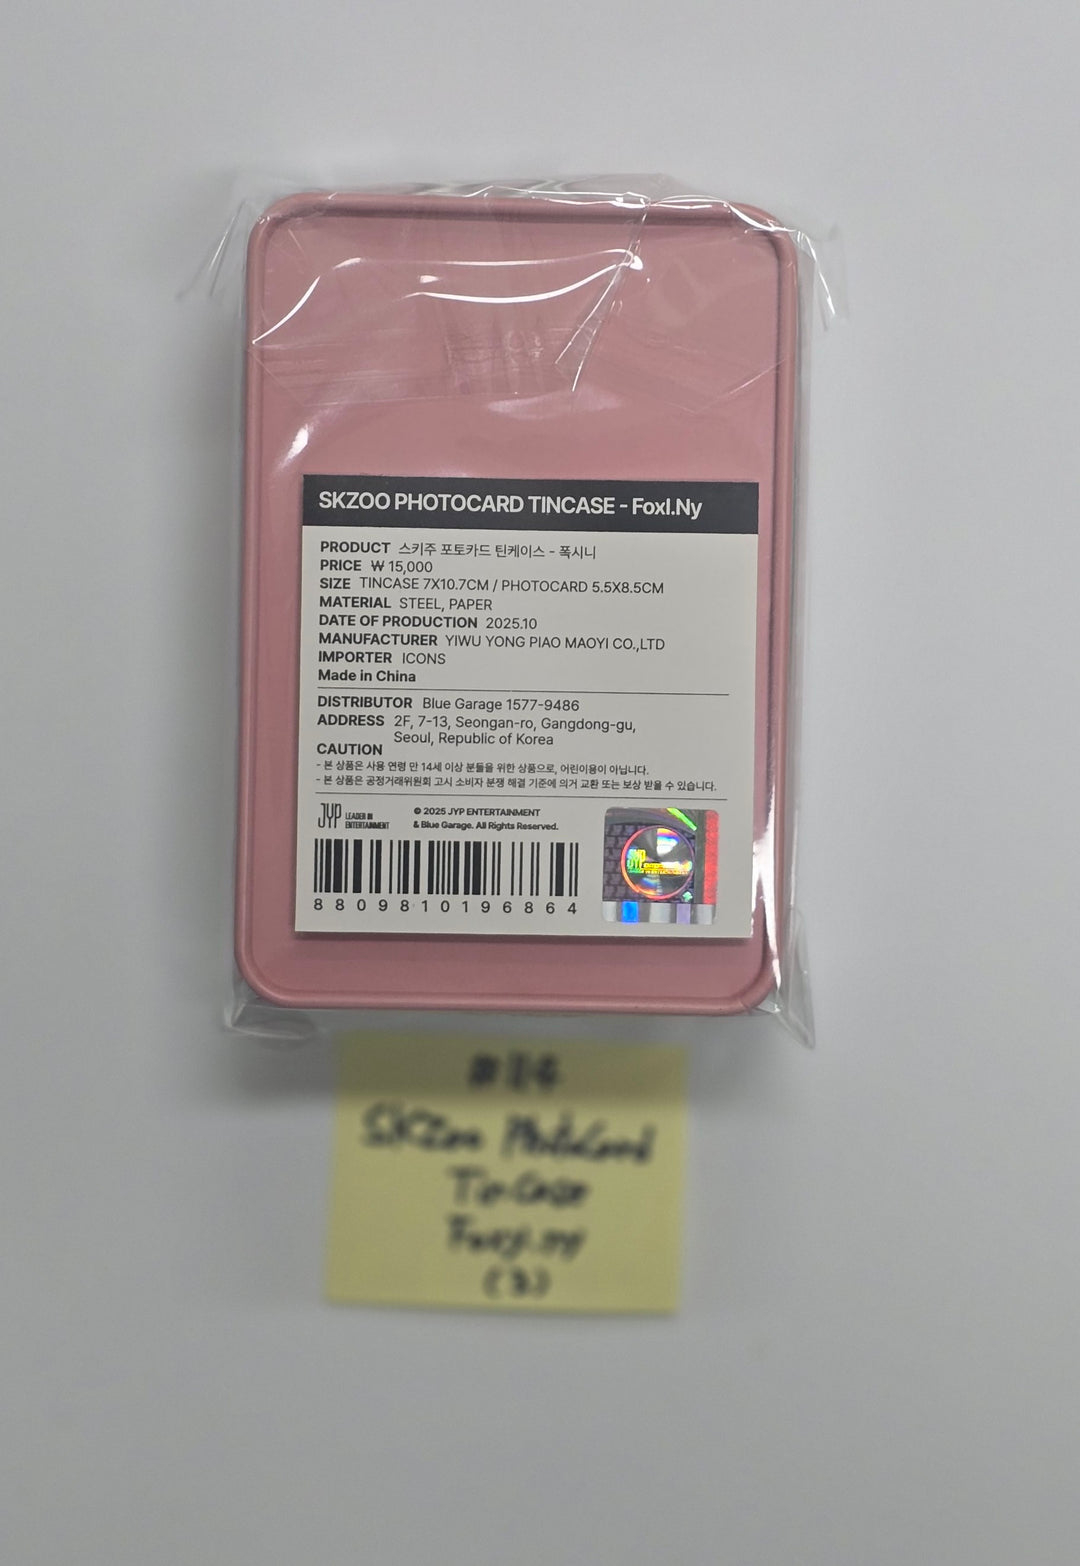 SKZOO PHOTOCARD TINCASE - FoxI.Ny
PRODUCT 스키주 포토카드 틴케이스 - 폭시니
PRICE ₩ 15,000
SIZE TINCASE 7X10.7CM / PHOTOCARD 5.5X8.5CM
MATERIAL STEEL, PAPER
DATE OF PRODUCTION 2025.10
MANUFACTURER YIWU YONG PIAO MAOYI CO.,LTD
IMPORTER ICONS
Made in China
DISTRIBUTOR Blue Garage 1577-9486
ADDRESS 2F, 7-13, Seongan-ro, Gangdong-gu,
Seoul, Republic of Korea
CAUTION
- 본 상품은 사용 연령 만 14세 이상 분들을 위한 상품으로, 어린이용이 아닙니다.
- 본 상품은 공정거래위원회 고시 소비자 분쟁 해결 기준에 의거 교환 또는 보상 받을 수 있습니다.
JYP LEADER IN
ENTERTAINMENT
© 2025 JYP ENTERTAINMENT
& Blue Garage. All Rights Reserved.
8809810196864
JYP
SKZoo PhotoCard
Tin Case
(3)